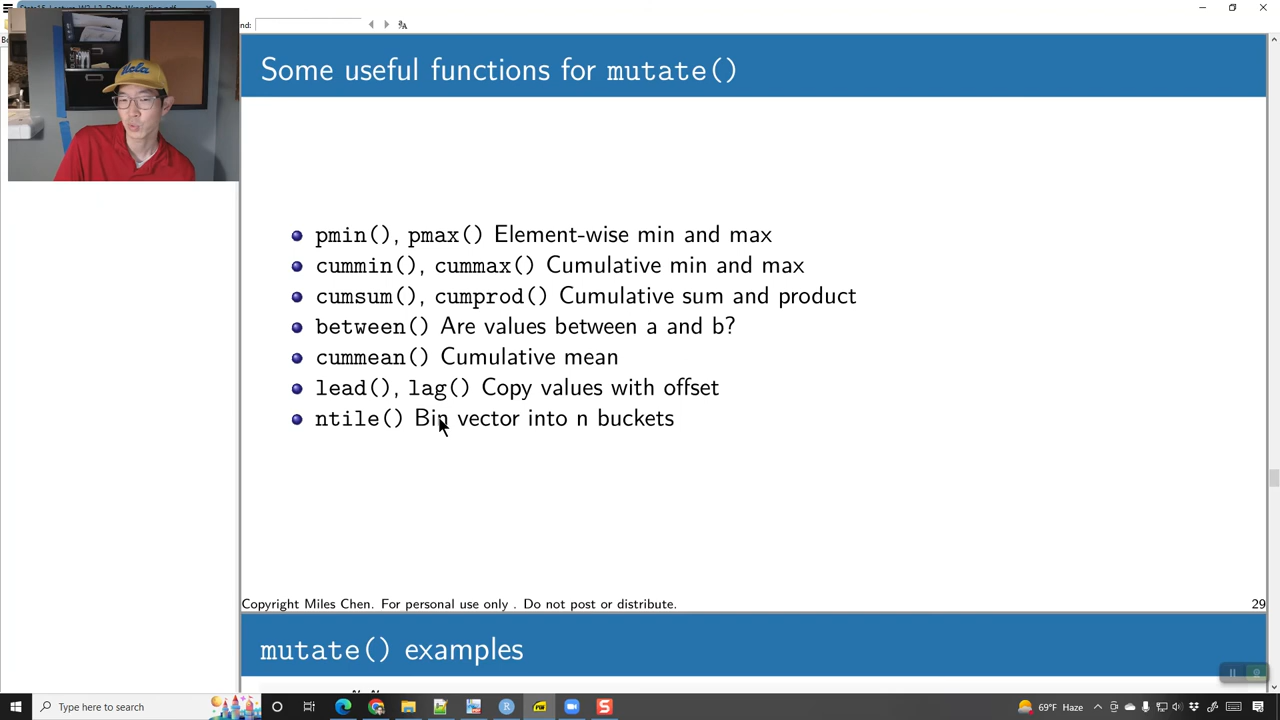 nd:
Some useful functions for mutate()
ucla
pmin(), pmax() Element-wise min and max
cummin(), cummax() Cumulative min and max
cumsum(), cumprod() Cumulative sum and product
between() Are values between a and b?
cummean() Cumulative mean
lead(), lag() Copy values with offset
ntile() Bin vector into n buckets
Copyright Miles Chen. For personal use only . Do not post or distribute.
29
mutate() examples
Type here to search
69°F Haze